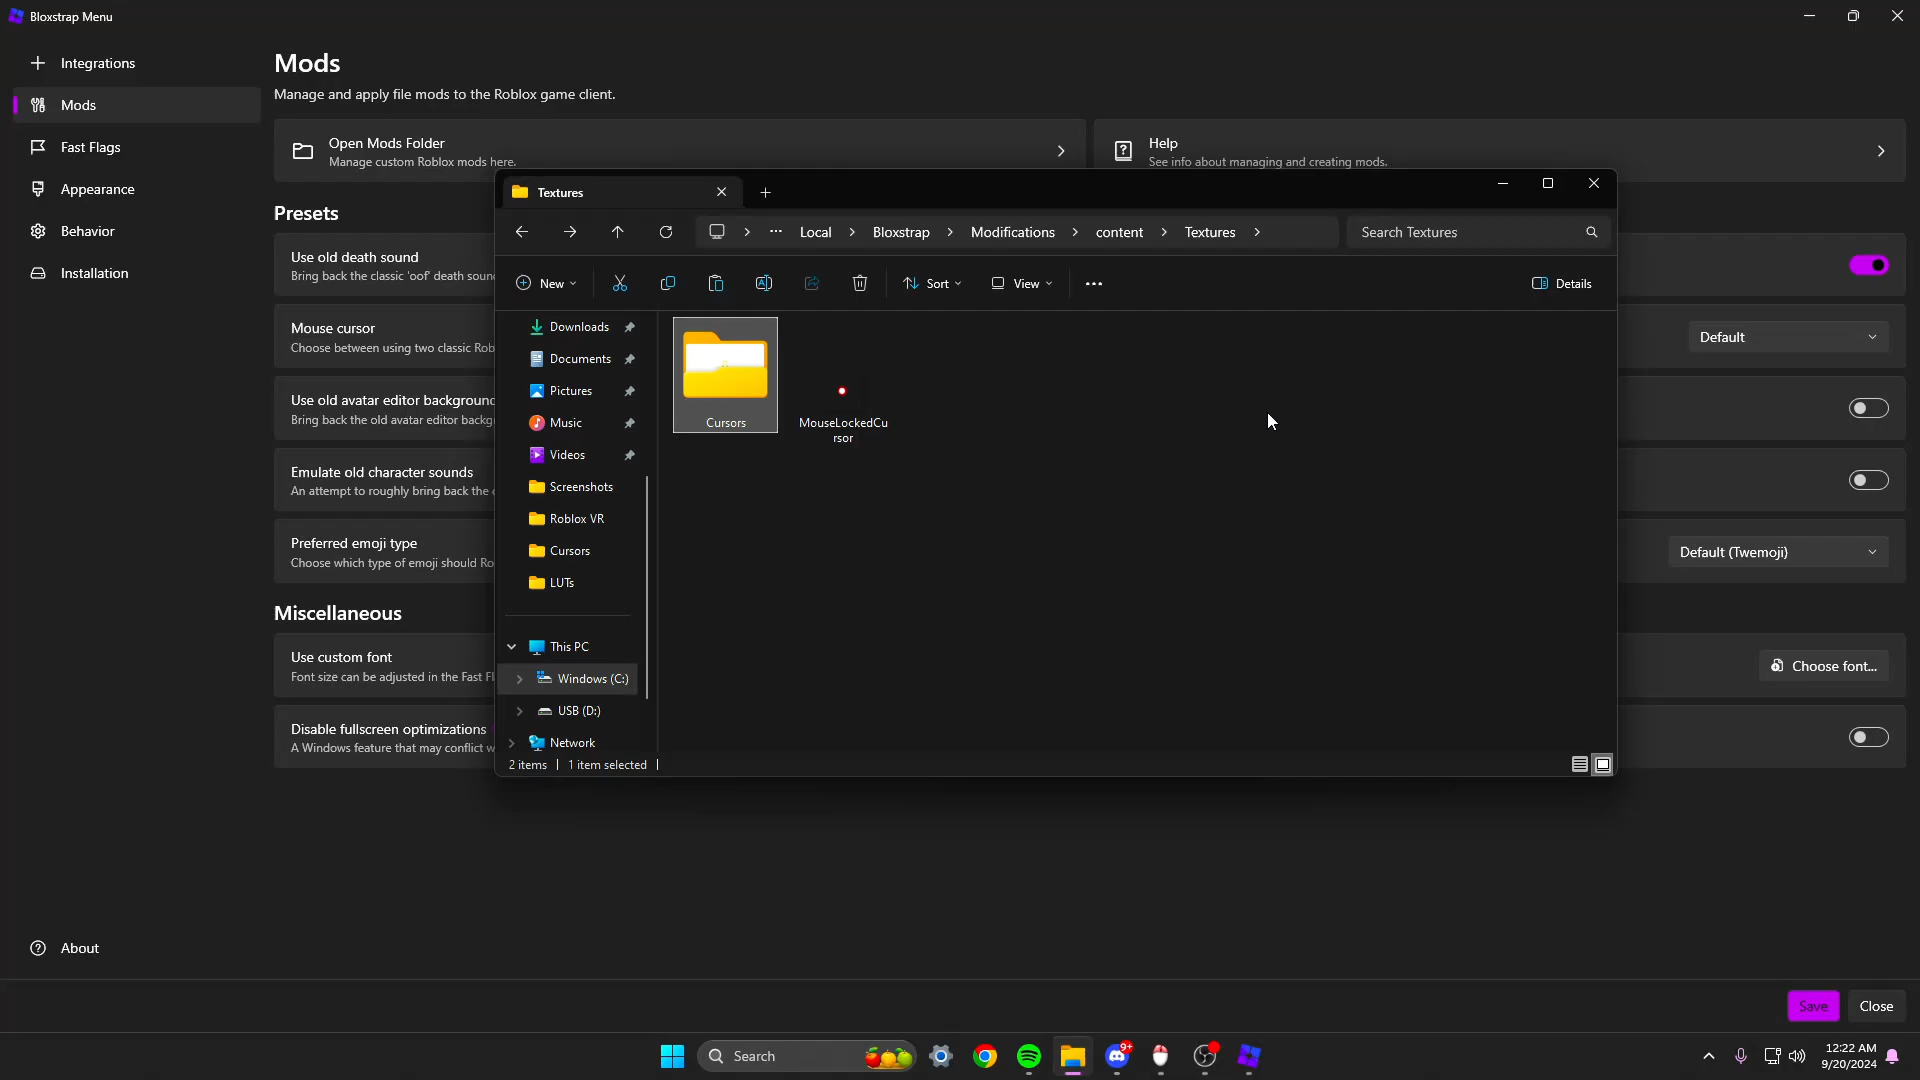 Bloxstrap Menu
Integrations
Mods
Fast Flags
Appearance
Behavior
Installation
About
Mods
Manage and apply file mods to the Roblox game client.
Open Mods Folder
Manage custom Roblox mods here.
Help
See info about managing and creating mods.
Presets
Use old death sound
Bring back the classic 'oof' death soun
Mouse cursor
Choose between using two classic Rob
Default
Use old avatar editor background
Bring back the old avatar editor backg
Emulate old character sounds
An attempt to roughly bring back the c
Preferred emoji type
Choose which type of emoji should Ro
Default (Twemoji)
Miscellaneous
Use custom font
Font size can be adjusted in the Fast Fl
Choose font...
Disable fullscreen optimizations
A Windows feature that may conflict w
Textures
Local
Bloxstrap
Modifications
content
Textures
Search Textures
New
Sort
View
Details
Downloads
Documents
Pictures
Music
Videos
Screenshots
Roblox VR
Cursors
LUTs
This PC
Windows (C:)
USB (D:)
Network
Cursors
MouseLockedCu
rsor
2 items
1 item selected
Save
Close
Search
9+
12:22 AM
9/20/2024